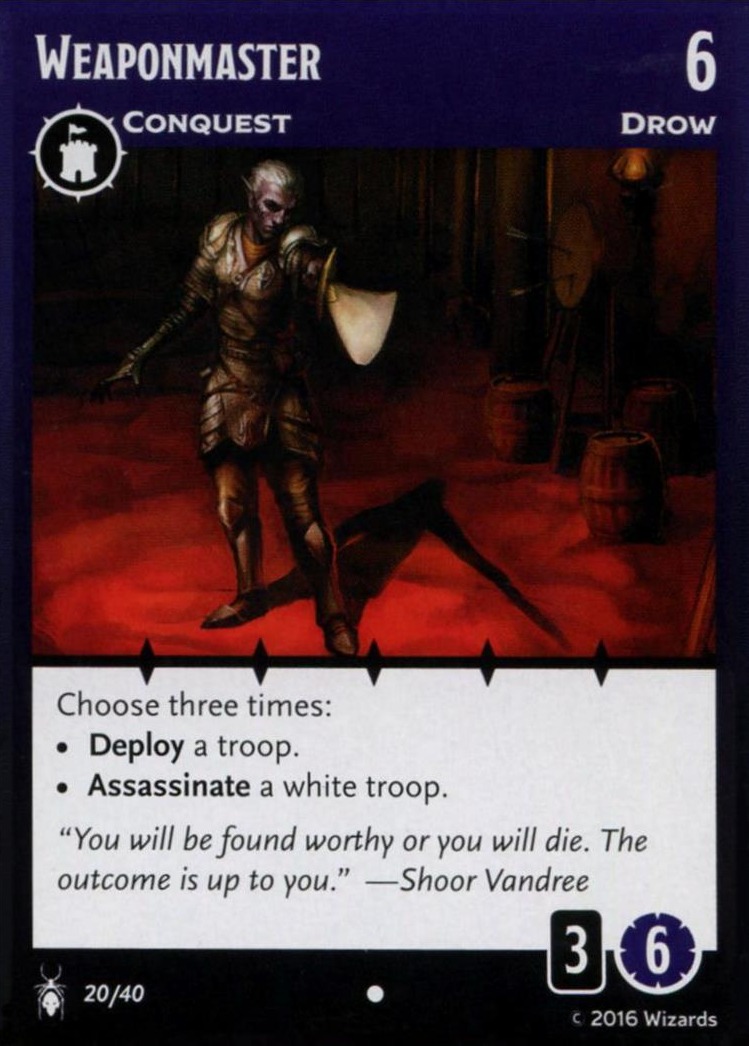 WEAPONMASTER 6
CONQUEST DROW
Choose three times:
• Deploy a troop.
• Assassinate a white troop.
“You will be found worthy or you will die. The
outcome is up to you.” —Shoor Vandree
3 6
20/40
© 2016 Wizards